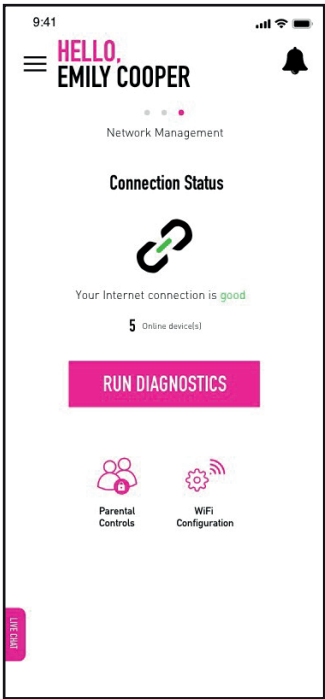 9:41
HELLO,
EMILY COOPER
Network Management
Connection Status
Your Internet connection is good
5 Online device(s)
RUN DIAGNOSTICS
Parental
Controls
WiFi
Configuration
LIVE CHAT